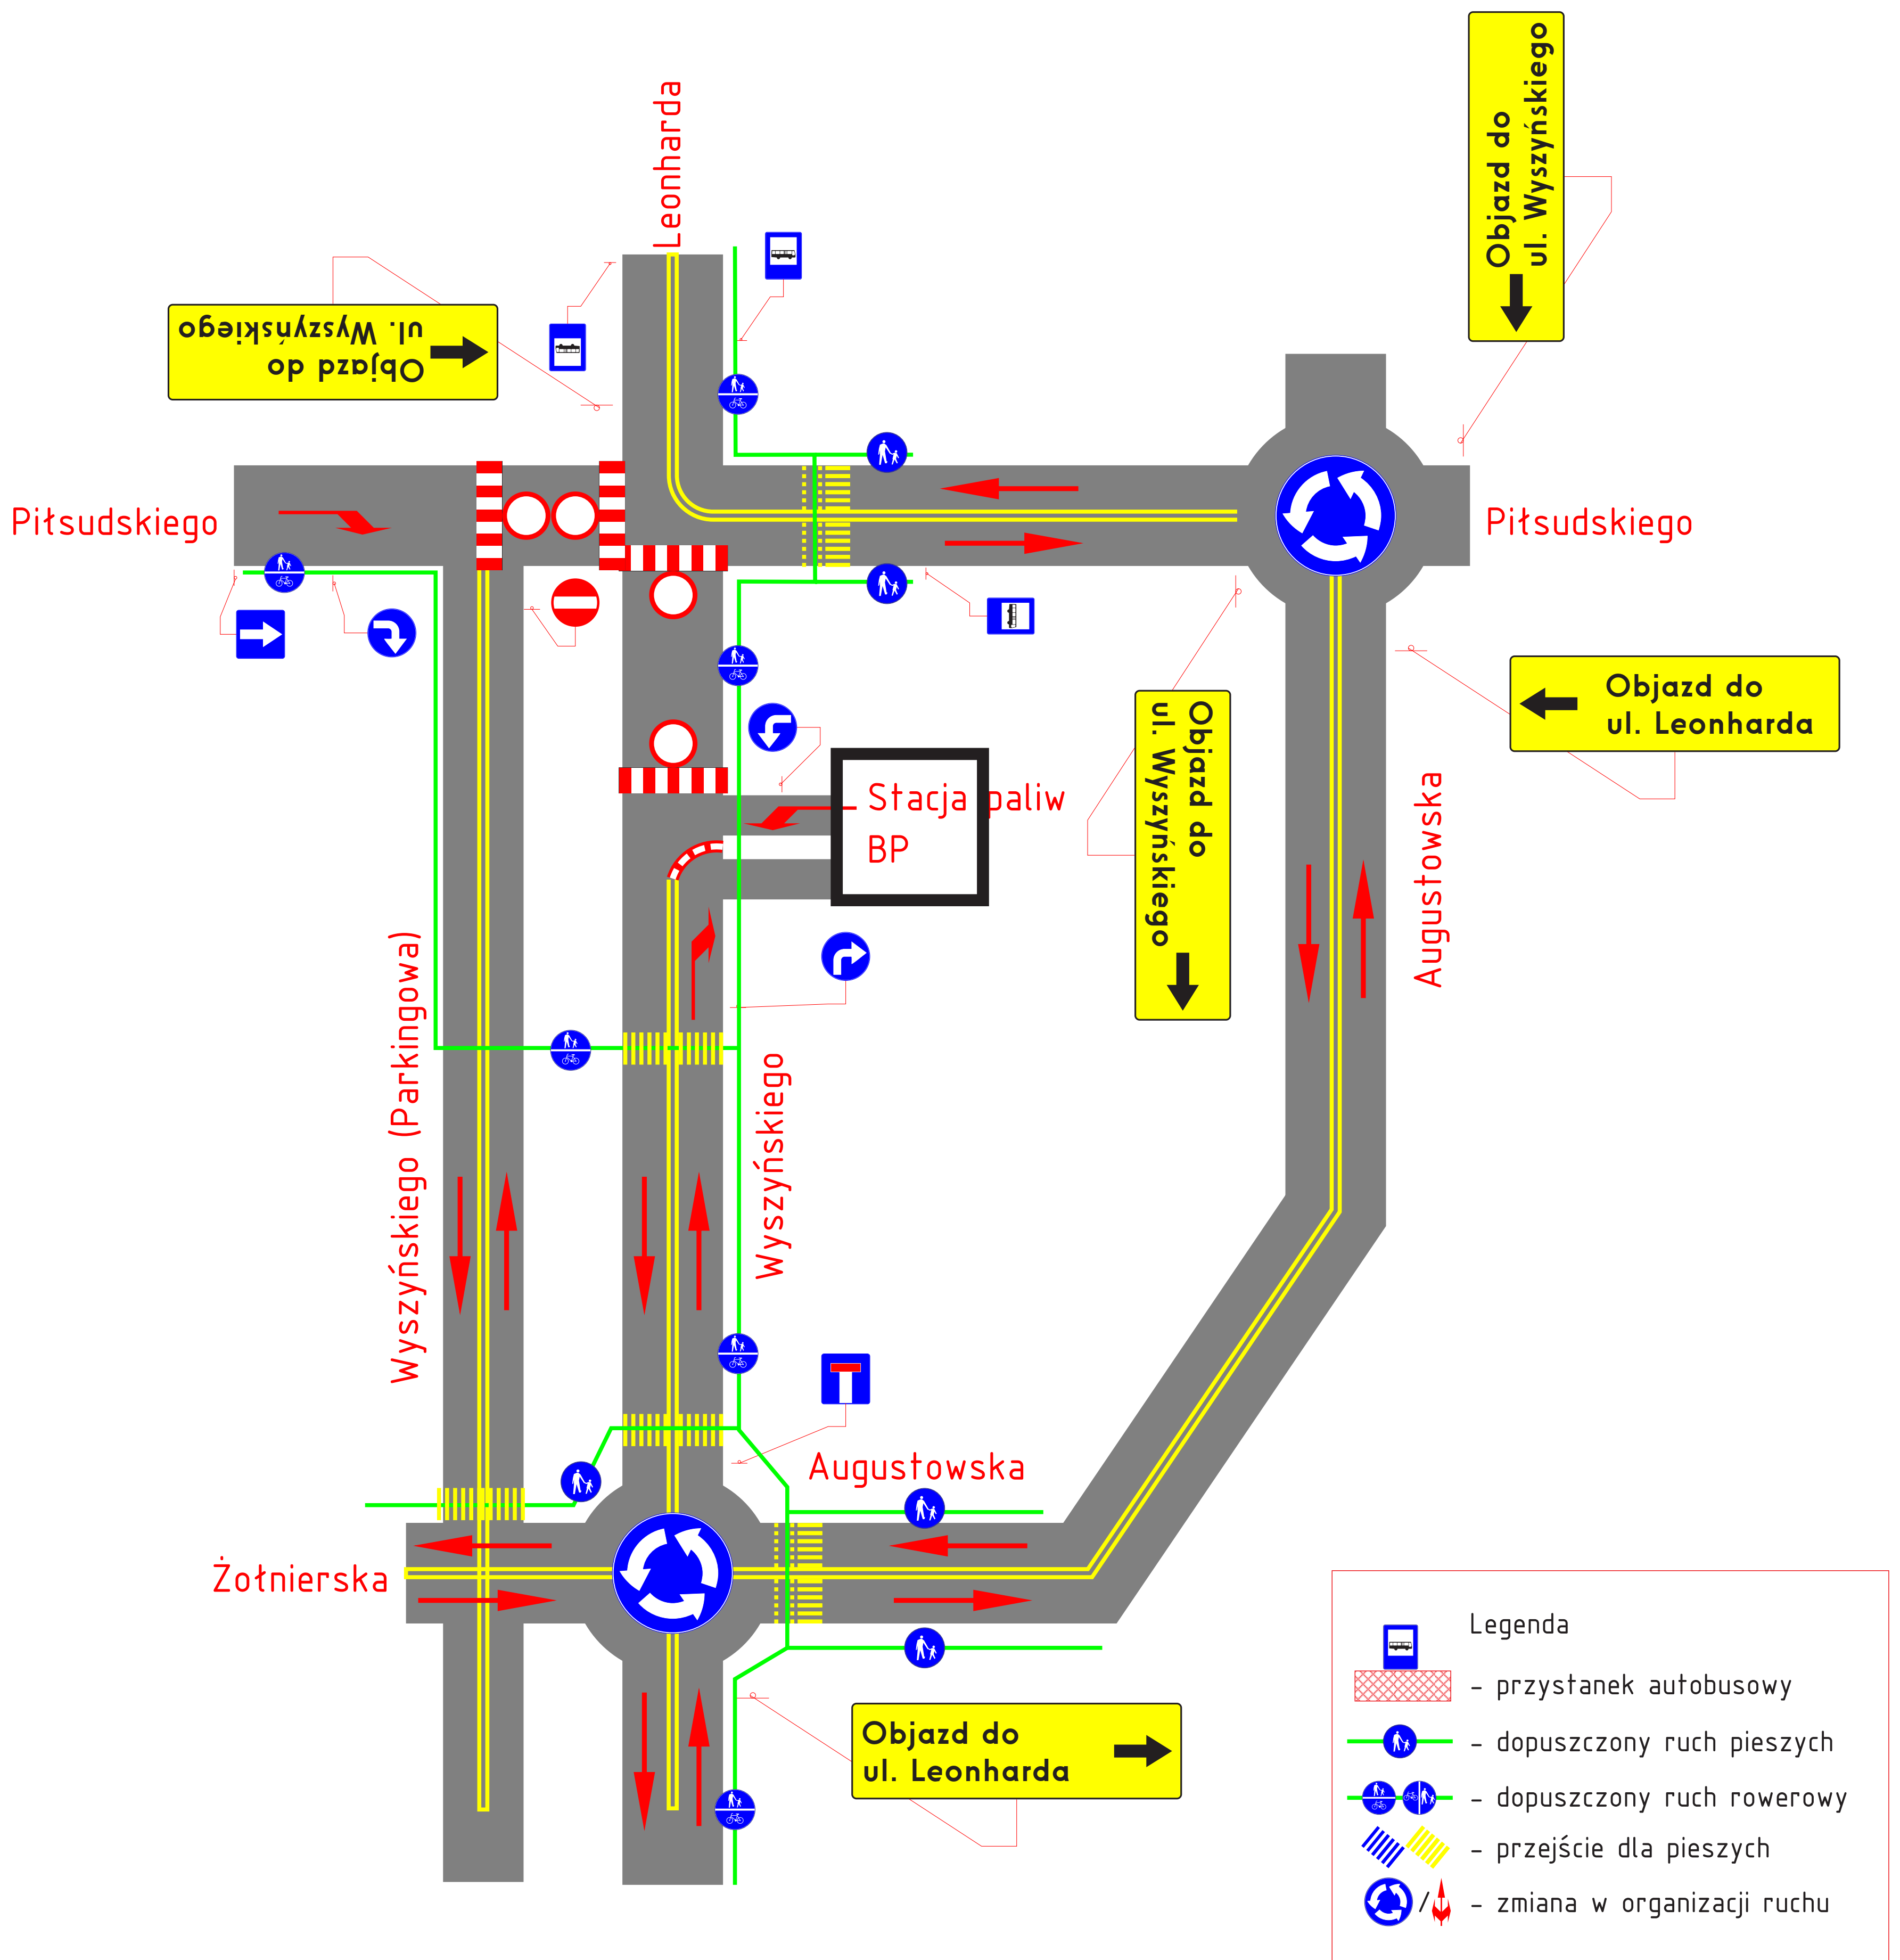 Objazd do
ul. Wyszyńskiego
Leonharda
Objazd do
ul. Wyszyńskiego
Piłsudskiego
Piłsudskiego
Objazd do
ul. Leonharda
Objazd do
ul. Wyszyńskiego
Stacja paliw
BP
Augustowska
Wyszyńskiego (Parkingowa)
Wyszyńskiego
Augustowska
Żołnierska
Objazd do
ul. Leonharda
Legenda
- przystanek autobusowy
- dopuszczony ruch pieszych
- dopuszczony ruch rowerowy
- przejście dla pieszych
/ - zmiana w organizacji ruchu